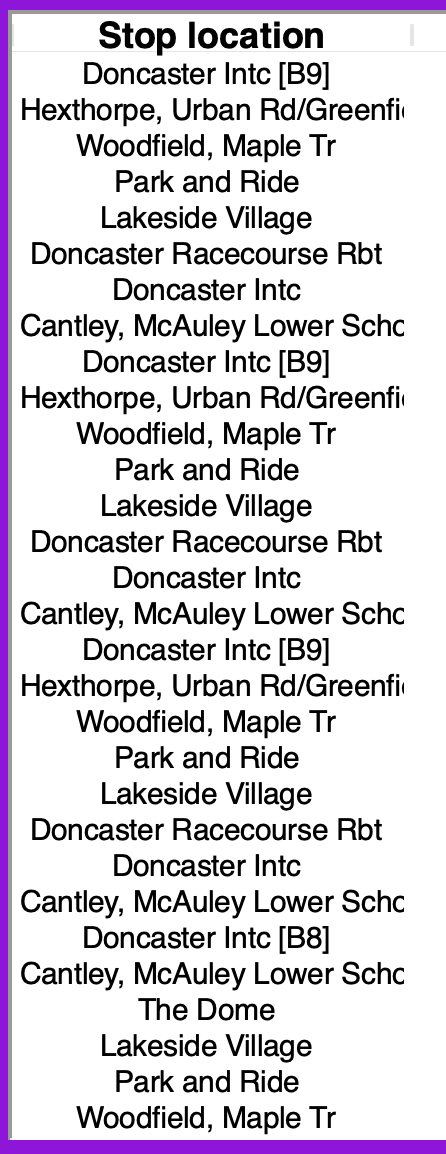 Stop location
Doncaster Intc [B9]
Hexthorpe, Urban Rd/Greenfi
Woodfield, Maple Tr
Park and Ride
Lakeside Village
Doncaster Racecourse Rbt
Doncaster Intc
Cantley, McAuley Lower Scho
Doncaster Intc [B9]
Hexthorpe, Urban Rd/Greenfi
Woodfield, Maple Tr
Park and Ride
Lakeside Village
Doncaster Racecourse Rbt
Doncaster Intc
Cantley, McAuley Lower Scho
Doncaster Intc [B9]
Hexthorpe, Urban Rd/Greenfi
Woodfield, Maple Tr
Park and Ride
Lakeside Village
Doncaster Racecourse Rbt
Doncaster Intc
Cantley, McAuley Lower Scho
Doncaster Intc [B8]
Cantley, McAuley Lower Scho
The Dome
Lakeside Village
Park and Ride
Woodfield, Maple Tr